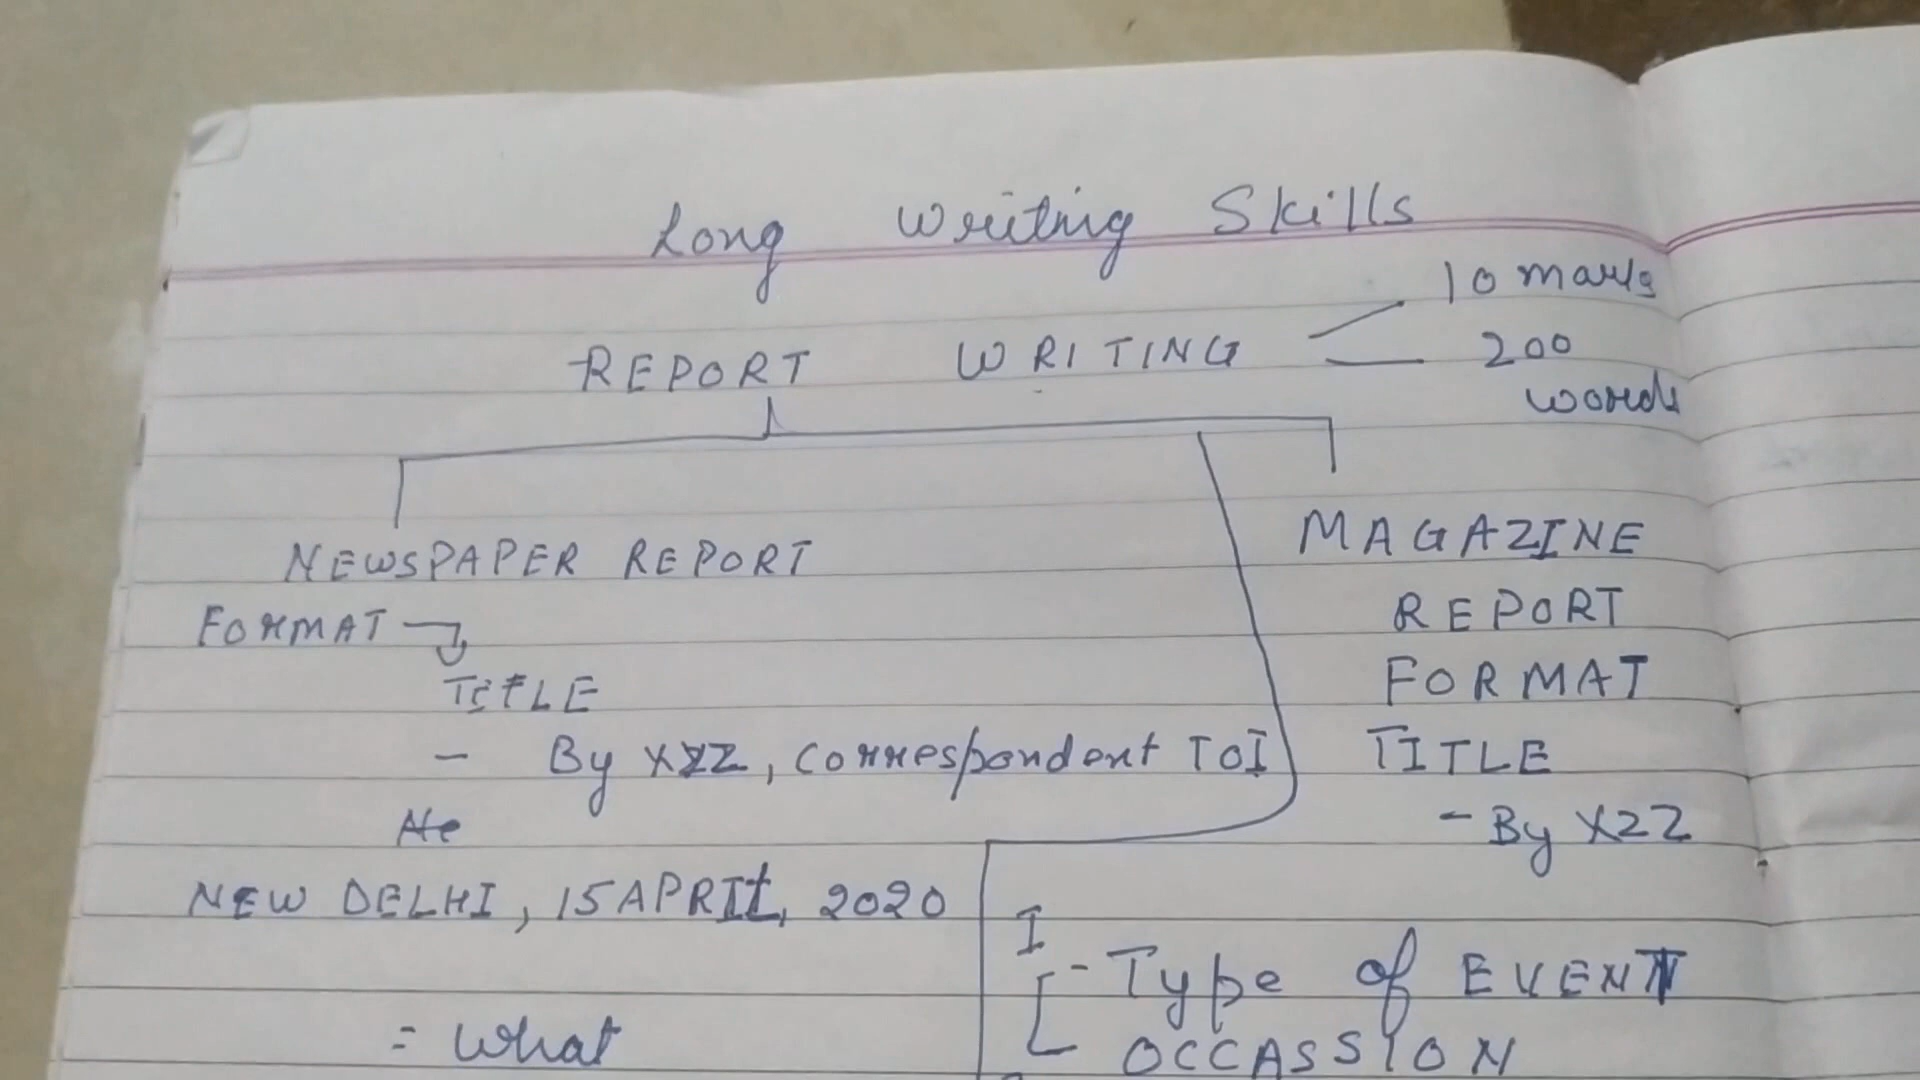 Long Writing Skills
REPORT WRITING
10 marks
200
words
NEWSPAPER REPORT
FORMAT
TITLE
- By XZZ, correspondent TOI
He
NEW DELHI, 15 APRIL, 2020
= What
MAGAZINE
REPORT
FORMAT
TITLE
- By XZZ
I
- Type of EVENT
OCCASSION